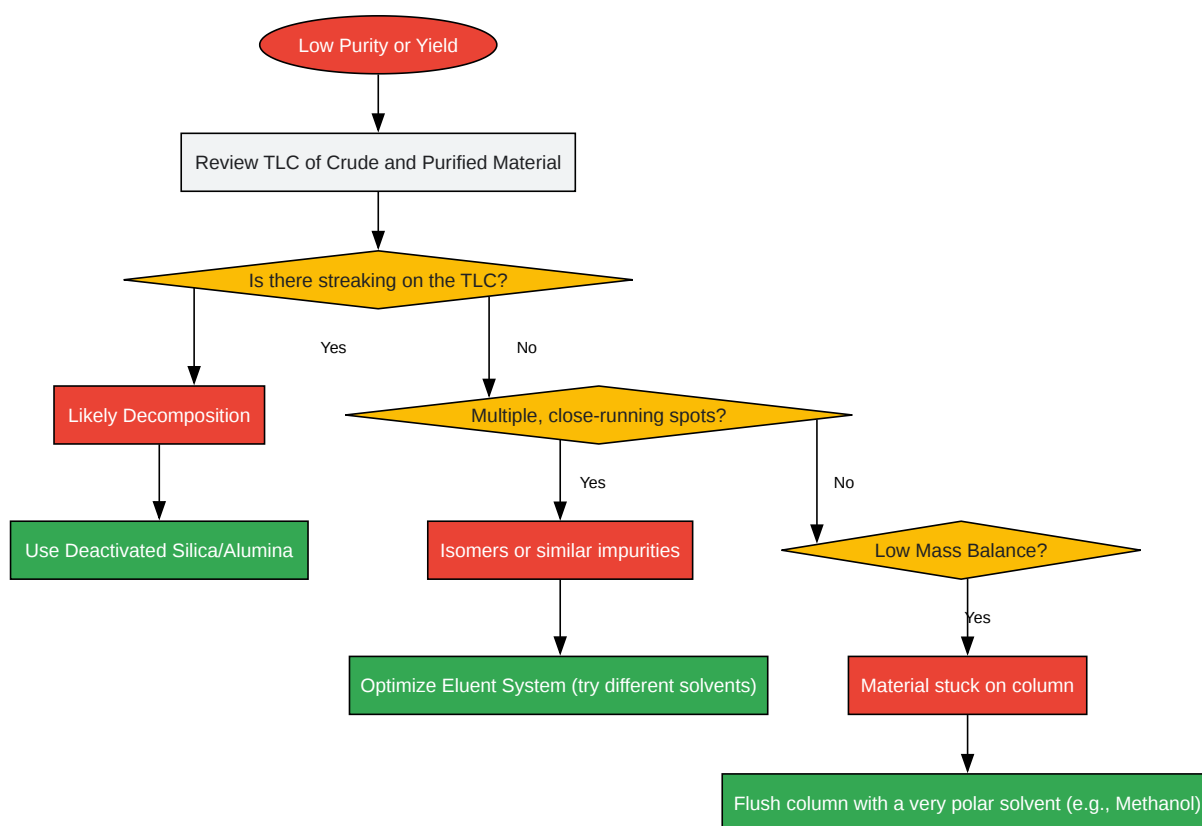 Low Purity or Yield
Review TLC of Crude and Purified Material
Is there streaking on the TLC?
Yes
No
Likely Decomposition
Multiple, close-running spots?
Yes
No
Use Deactivated Silica/Alumina
Isomers or similar impurities
Low Mass Balance?
Yes
Optimize Eluent System (try different solvents)
Material stuck on column
Flush column with a very polar solvent (e.g., Methanol)